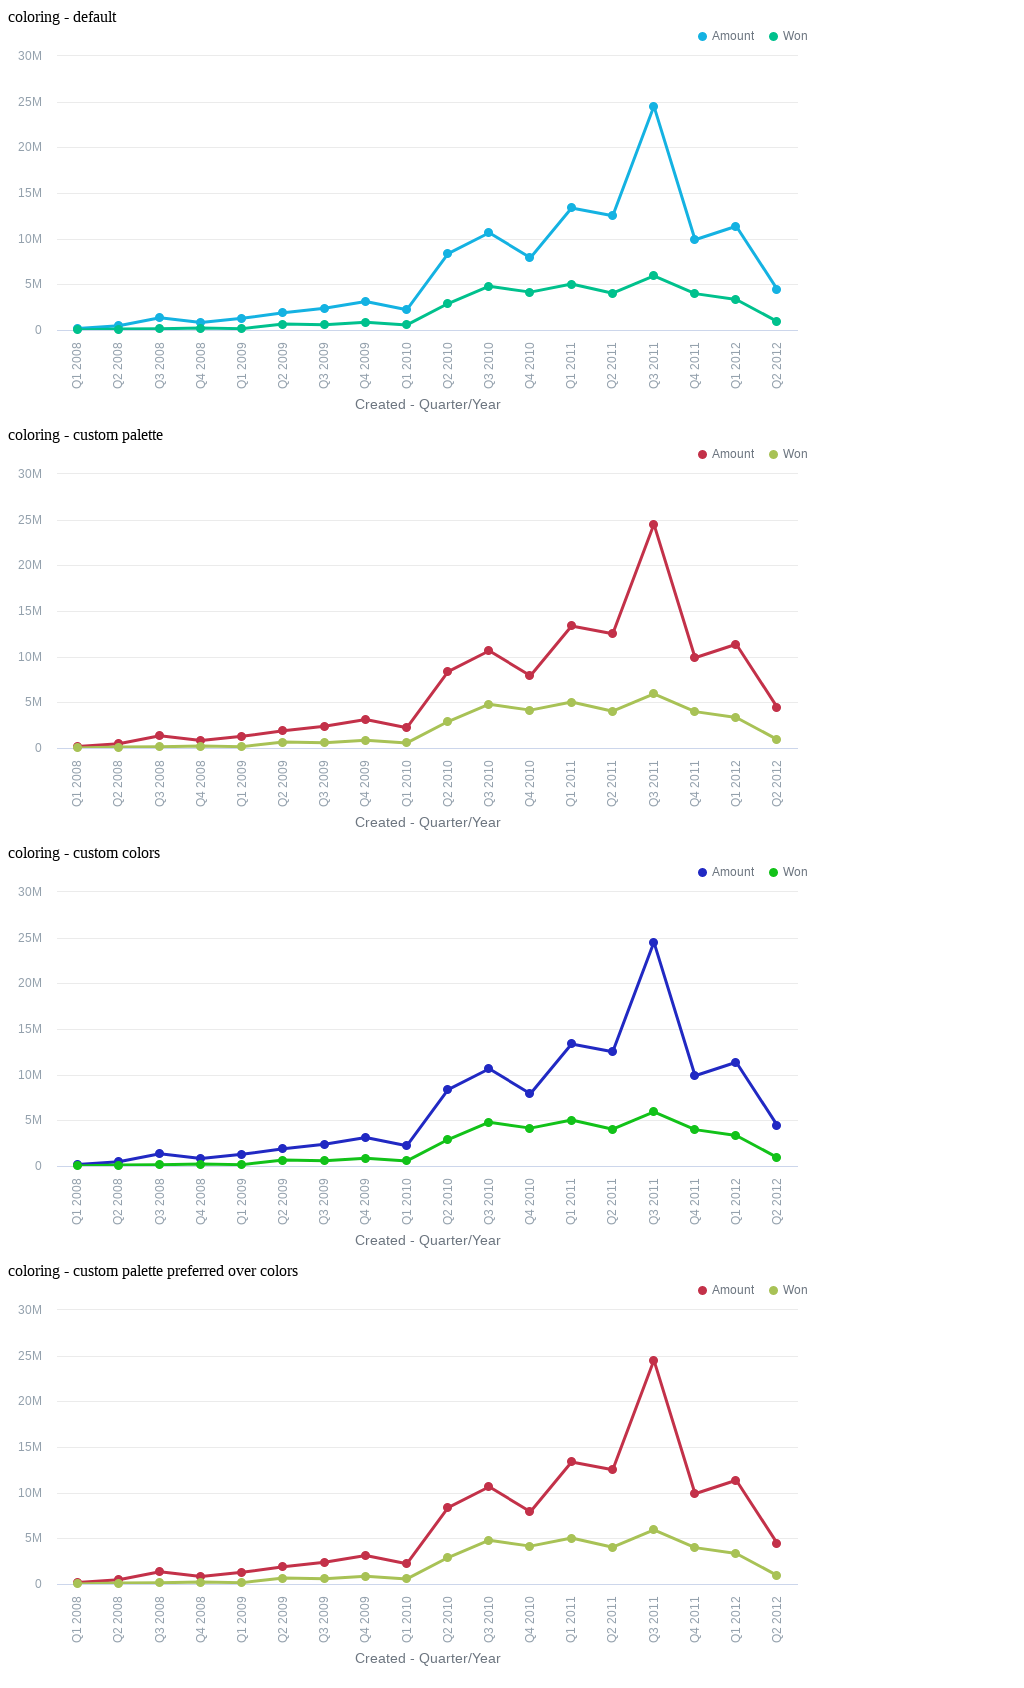 coloring - default
Amount Won
30M
25M
20M
15M
10M
5M
0
Q1 2008 Q2 2008 Q3 2008 Q4 2008 Q1 2009 Q2 2009 Q3 2009 Q4 2009 Q1 2010 Q2 2010 Q3 2010 Q4 2010 Q1 2011 Q2 2011 Q3 2011 Q4 2011 Q1 2012 Q2 2012
Created - Quarter/Year
coloring - custom palette
Amount Won
30M
25M
20M
15M
10M
5M
0
Q1 2008 Q2 2008 Q3 2008 Q4 2008 Q1 2009 Q2 2009 Q3 2009 Q4 2009 Q1 2010 Q2 2010 Q3 2010 Q4 2010 Q1 2011 Q2 2011 Q3 2011 Q4 2011 Q1 2012 Q2 2012
Created - Quarter/Year
coloring - custom colors
Amount Won
30M
25M
20M
15M
10M
5M
0
Q1 2008 Q2 2008 Q3 2008 Q4 2008 Q1 2009 Q2 2009 Q3 2009 Q4 2009 Q1 2010 Q2 2010 Q3 2010 Q4 2010 Q1 2011 Q2 2011 Q3 2011 Q4 2011 Q1 2012 Q2 2012
Created - Quarter/Year
coloring - custom palette preferred over colors
Amount Won
30M
25M
20M
15M
10M
5M
0
Q1 2008 Q2 2008 Q3 2008 Q4 2008 Q1 2009 Q2 2009 Q3 2009 Q4 2009 Q1 2010 Q2 2010 Q3 2010 Q4 2010 Q1 2011 Q2 2011 Q3 2011 Q4 2011 Q1 2012 Q2 2012
Created - Quarter/Year